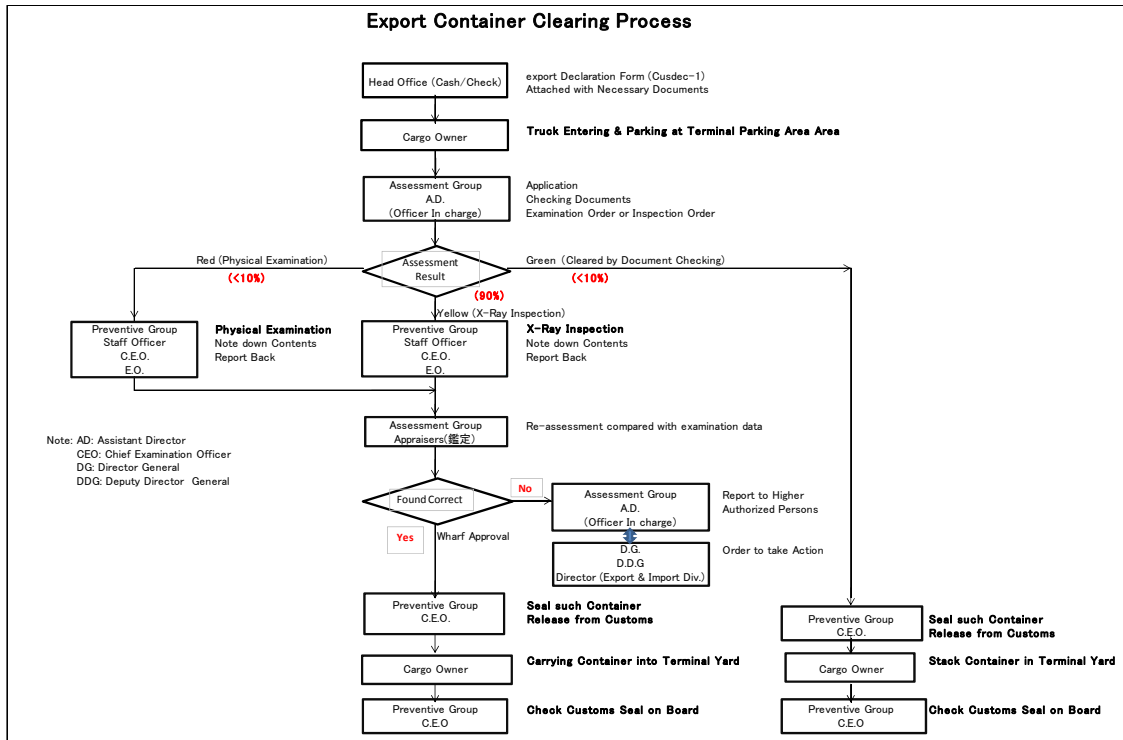 Export Container Clearing Process
Head Office (Cash/Check)
export Declaration Form (Cusdec-1)
Attached with Necessary Documents
Cargo Owner
Truck Entering & Parking at Terminal Parking Area Area
Assessment Group
A.D.
(Officer In charge)
Application
Checking Documents
Examination Order or Inspection Order
Red (Physical Examination)
(<10%)
Assessment
Result
Green (Cleared by Document Checking)
(<10%)
(90%)
Yellow (X-Ray Inspection)
Preventive Group
Staff Officer
C.E.O.
E.O.
Physical Examination
Note down Contents
Report Back
Preventive Group
Staff Officer
C.E.O.
E.O.
X-Ray Inspection
Note down Contents
Report Back
Assessment Group
Appraisers(鑑定)
Re-assessment compared with examination data
Note: AD: Assistant Director
CEO: Chief Examination Officer
DG: Director General
DDG: Deputy Director General
Found Correct
No
Assessment Group
A.D.
(Officer In charge)
Report to Higher
Authorized Persons
Yes
Wharf Approval
D.G.
D.D.G
Director (Export & Import Div.)
Order to take Action
Preventive Group
C.E.O.
Seal such Container
Release from Customs
Preventive Group
C.E.O.
Seal such Container
Release from Customs
Cargo Owner
Carrying Container into Terminal Yard
Cargo Owner
Stack Container in Terminal Yard
Preventive Group
C.E.O
Check Customs Seal on Board
Preventive Group
C.E.O
Check Customs Seal on Board